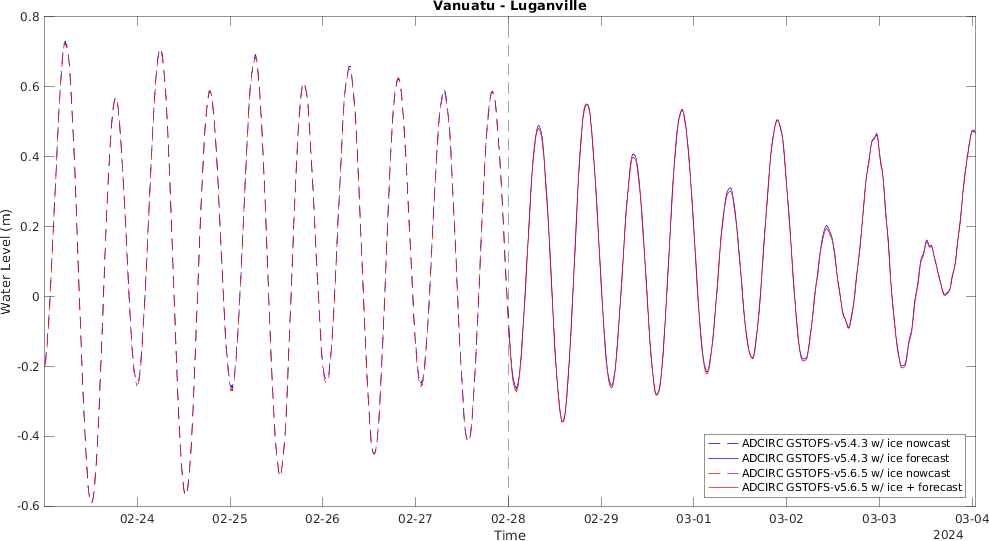 Vanuatu - Luganville
0.8
0.6
0.4
0.2
0
-0.2
-0.4
-0.6
Water Level (m)
ADCIRC GSTOFS-v5.4.3 w/ ice nowcast
ADCIRC GSTOFS-v5.4.3 w/ ice forecast
ADCIRC GSTOFS-v5.6.5 w/ ice nowcast
ADCIRC GSTOFS-v5.6.5 w/ ice + forecast
02-24 02-25 02-26 02-27 02-28 02-29 03-01 03-02 03-03 03-04
Time
2024